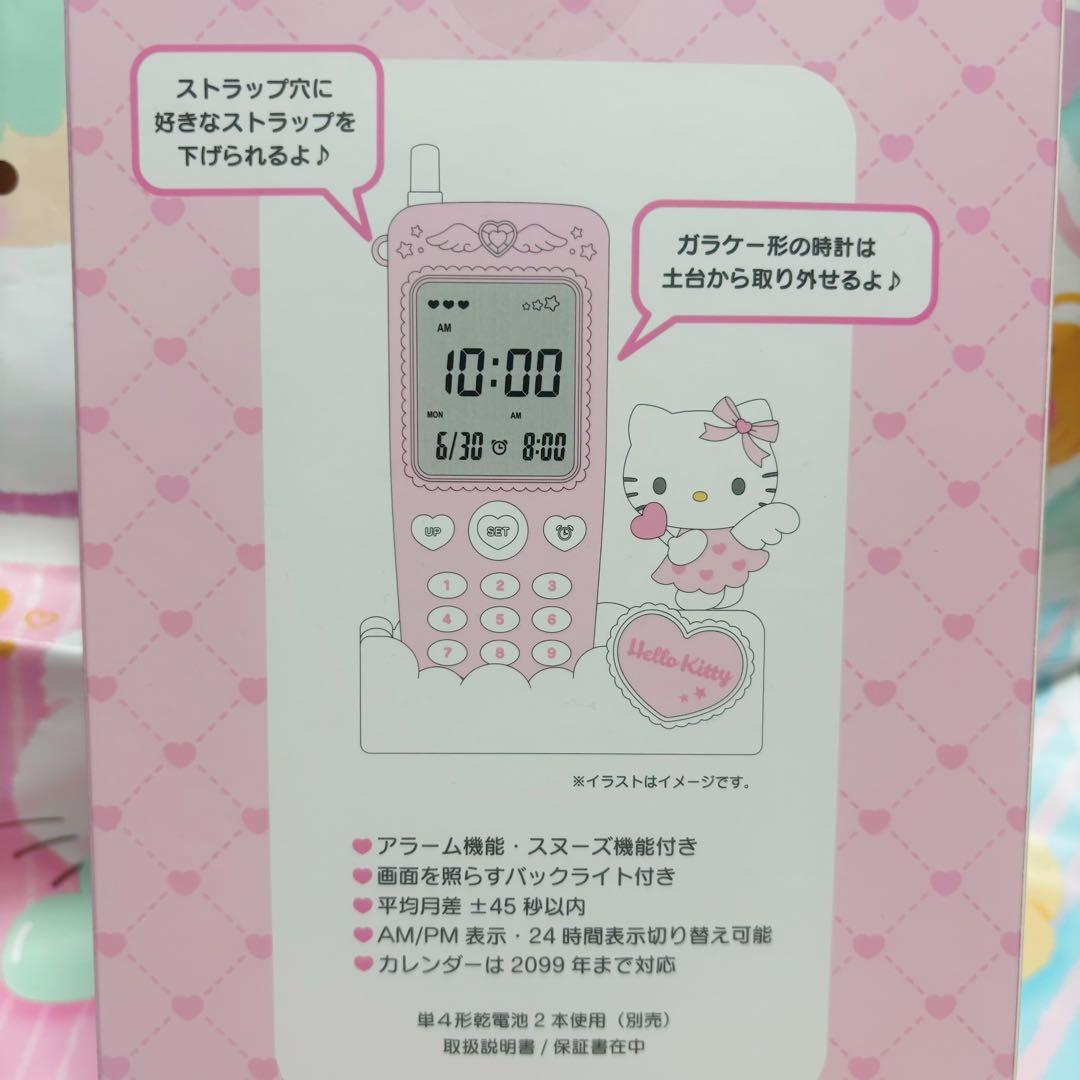 ストラップ穴に
好きなストラップを
下げられるよ♪
ガラケー形の時計は
土台から取り外せるよ♪
AM
10:00
MON AM
6/30 8:00
UP SET
1 2 3
4 5 6
7 8 9
Hello Kitty
※イラストはイメージです。
アラーム機能・スヌーズ機能付き
画面を照らすバックライト付き
平均月差 ±45 秒以内
AM/PM 表示・24 時間表示切り替え可能
カレンダーは 2099 年まで対応
単4形乾電池2本使用（別売）
取扱説明書 / 保証書在中